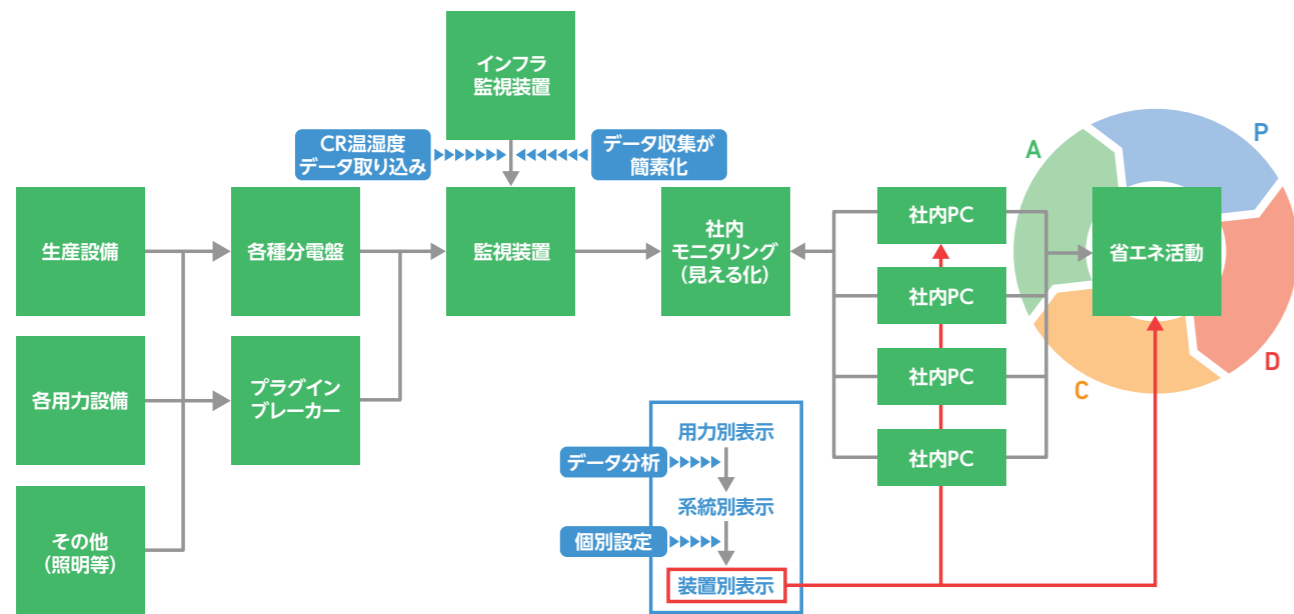 インフラ
監視装置
CR温湿度
データ取り込み
データ収集が
簡素化
生産設備
各種分電盤
監視装置
社内
モニタリング
(見える化)
社内PC
社内PC
社内PC
社内PC
省エネ活動
P
D
C
A
各用力設備
プラグイン
ブレーカー
その他
(照明等)
用力別表示
データ分析
系統別表示
個別設定
装置別表示